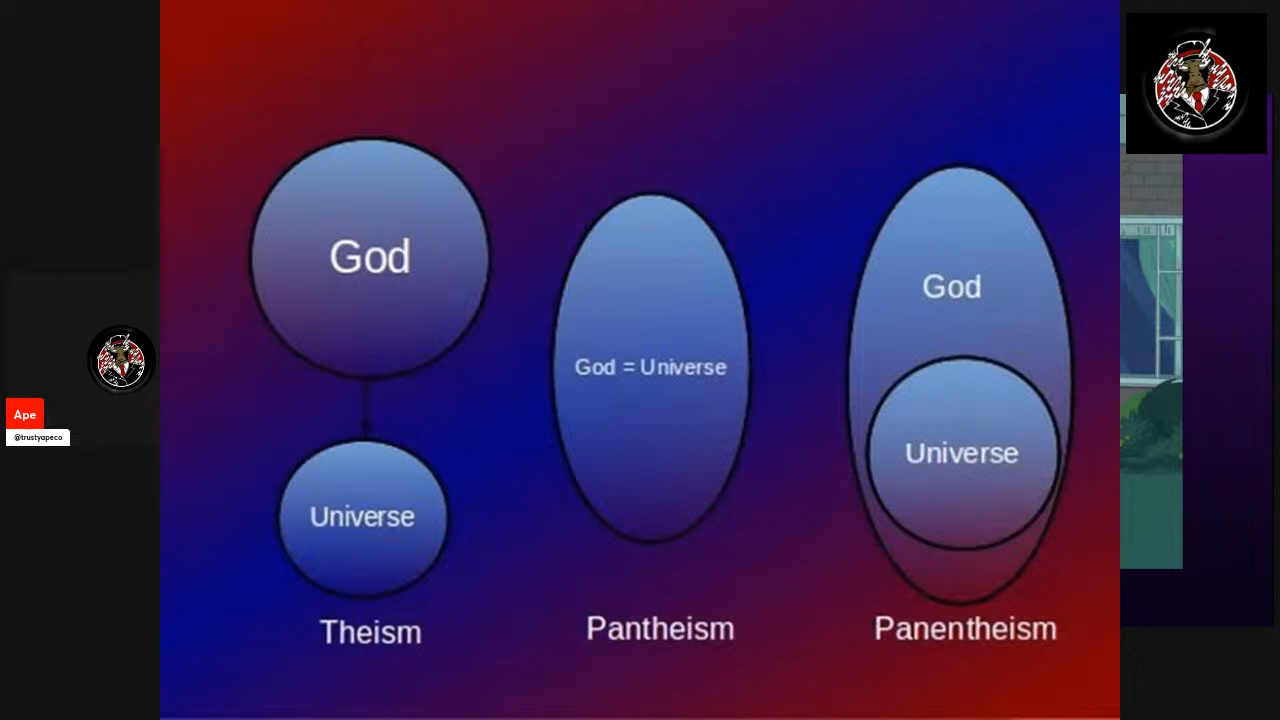 God
Universe
Theism
God = Universe
Pantheism
God
Universe
Panentheism
Ape
@trustyapeco